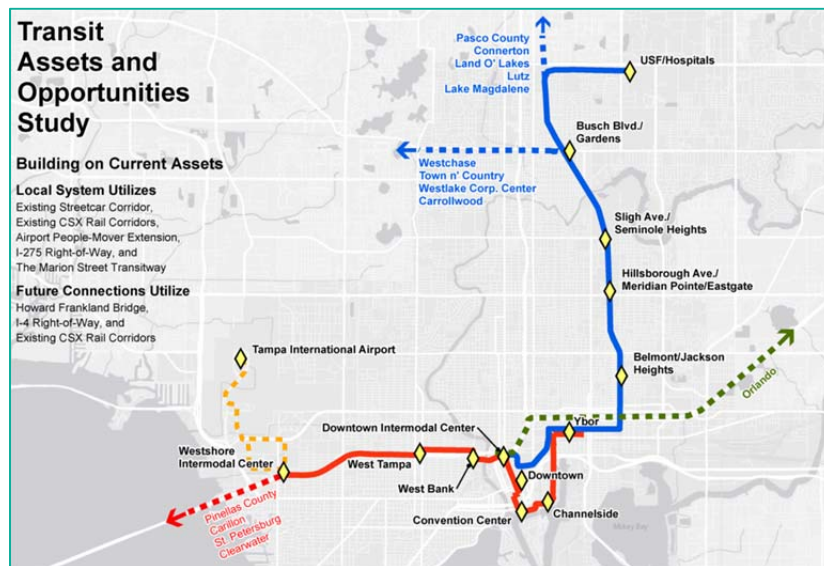 Transit
Assets and
Opportunities
Study
Building on Current Assets
Local System Utilizes
Existing Streetcar Corridor,
Existing CSX Rail Corridors,
Airport People-Mover Extension,
I-275 Right-of-Way, and
The Marion Street Transitway
Future Connections Utilize
Howard Frankland Bridge,
I-4 Right-of-Way, and
Existing CSX Rail Corridors
Pasco County
Connerton
Land O' Lakes
Lutz
Lake Magdalene
USF/Hospitals
Busch Blvd./
Gardens
Westchase
Town n' Country
Westlake Corp. Center
Carrollwood
Sligh Ave./
Seminole Heights
Hillsborough Ave./
Meridian Pointe/Eastgate
Tampa International Airport
Belmont/Jackson
Heights
Orlando
Downtown Intermodal Center
Ybor
Westshore
Intermodal Center
West Tampa
West Bank
Downtown
Convention Center
Channelside
Pinellas County
Carillon
St. Petersburg
Clearwater